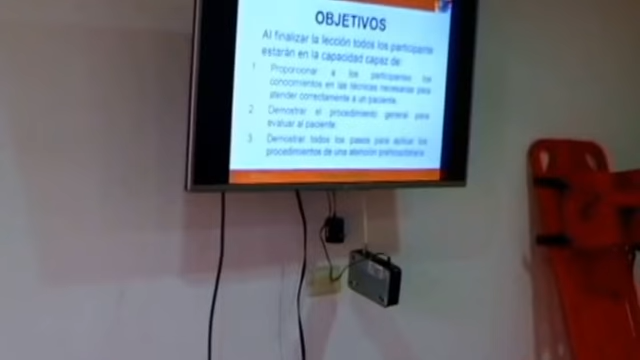 OBJETIVOS
Al finalizar la lección todos los participante
estarán en la capacidad capaz de:
1 Proporcionar a los participantes los
conocimientos en las técnicas necesarias para
atender correctamente a un paciente.
2 Demostrar el procedimiento general para
evaluar al paciente.
3 Demostrar todos los pasos para aplicar los
procedimientos de una atención prehospitalaria